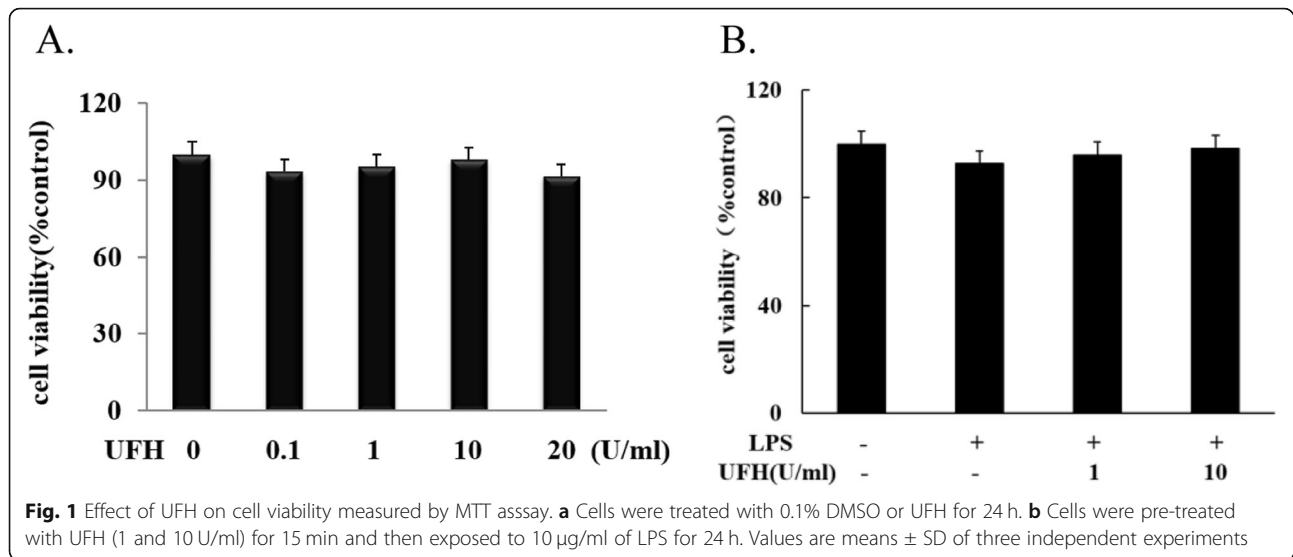 A.
120
90
60
30
0
cell viability(%control)
UFH 0 0.1 1 10 20 (U/ml)
B.
120
80
40
0
cell viability (%control)
LPS - + + +
UFH(U/ml) - - 1 10
Fig. 1 Effect of UFH on cell viability measured by MTT asssay. a Cells were treated with 0.1% DMSO or UFH for 24 h. b Cells were pre-treated
with UFH (1 and 10 U/ml) for 15 min and then exposed to 10 μg/ml of LPS for 24 h. Values are means ± SD of three independent experiments